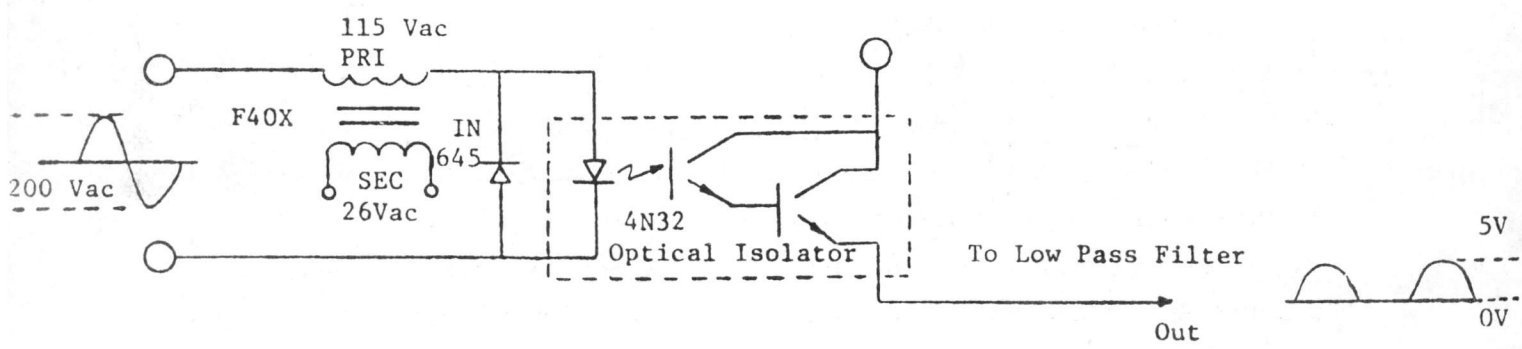 115 Vac
PRI
F40X
IN
645
SEC
26Vac
200 Vac
4N32
Optical Isolator
To Low Pass Filter
Out
5V
0V